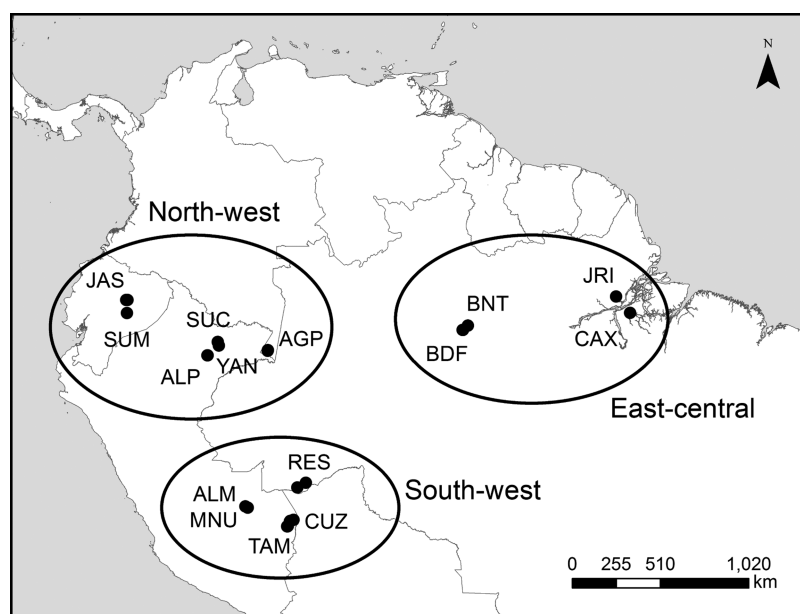 N
North-west
JAS
SUM
SUC
YAN
ALP
AGP
BNT
BDF
JRI
CAX
East-central
RES
ALM
MNU
CUZ
TAM
South-west
0 255 510 1,020
km